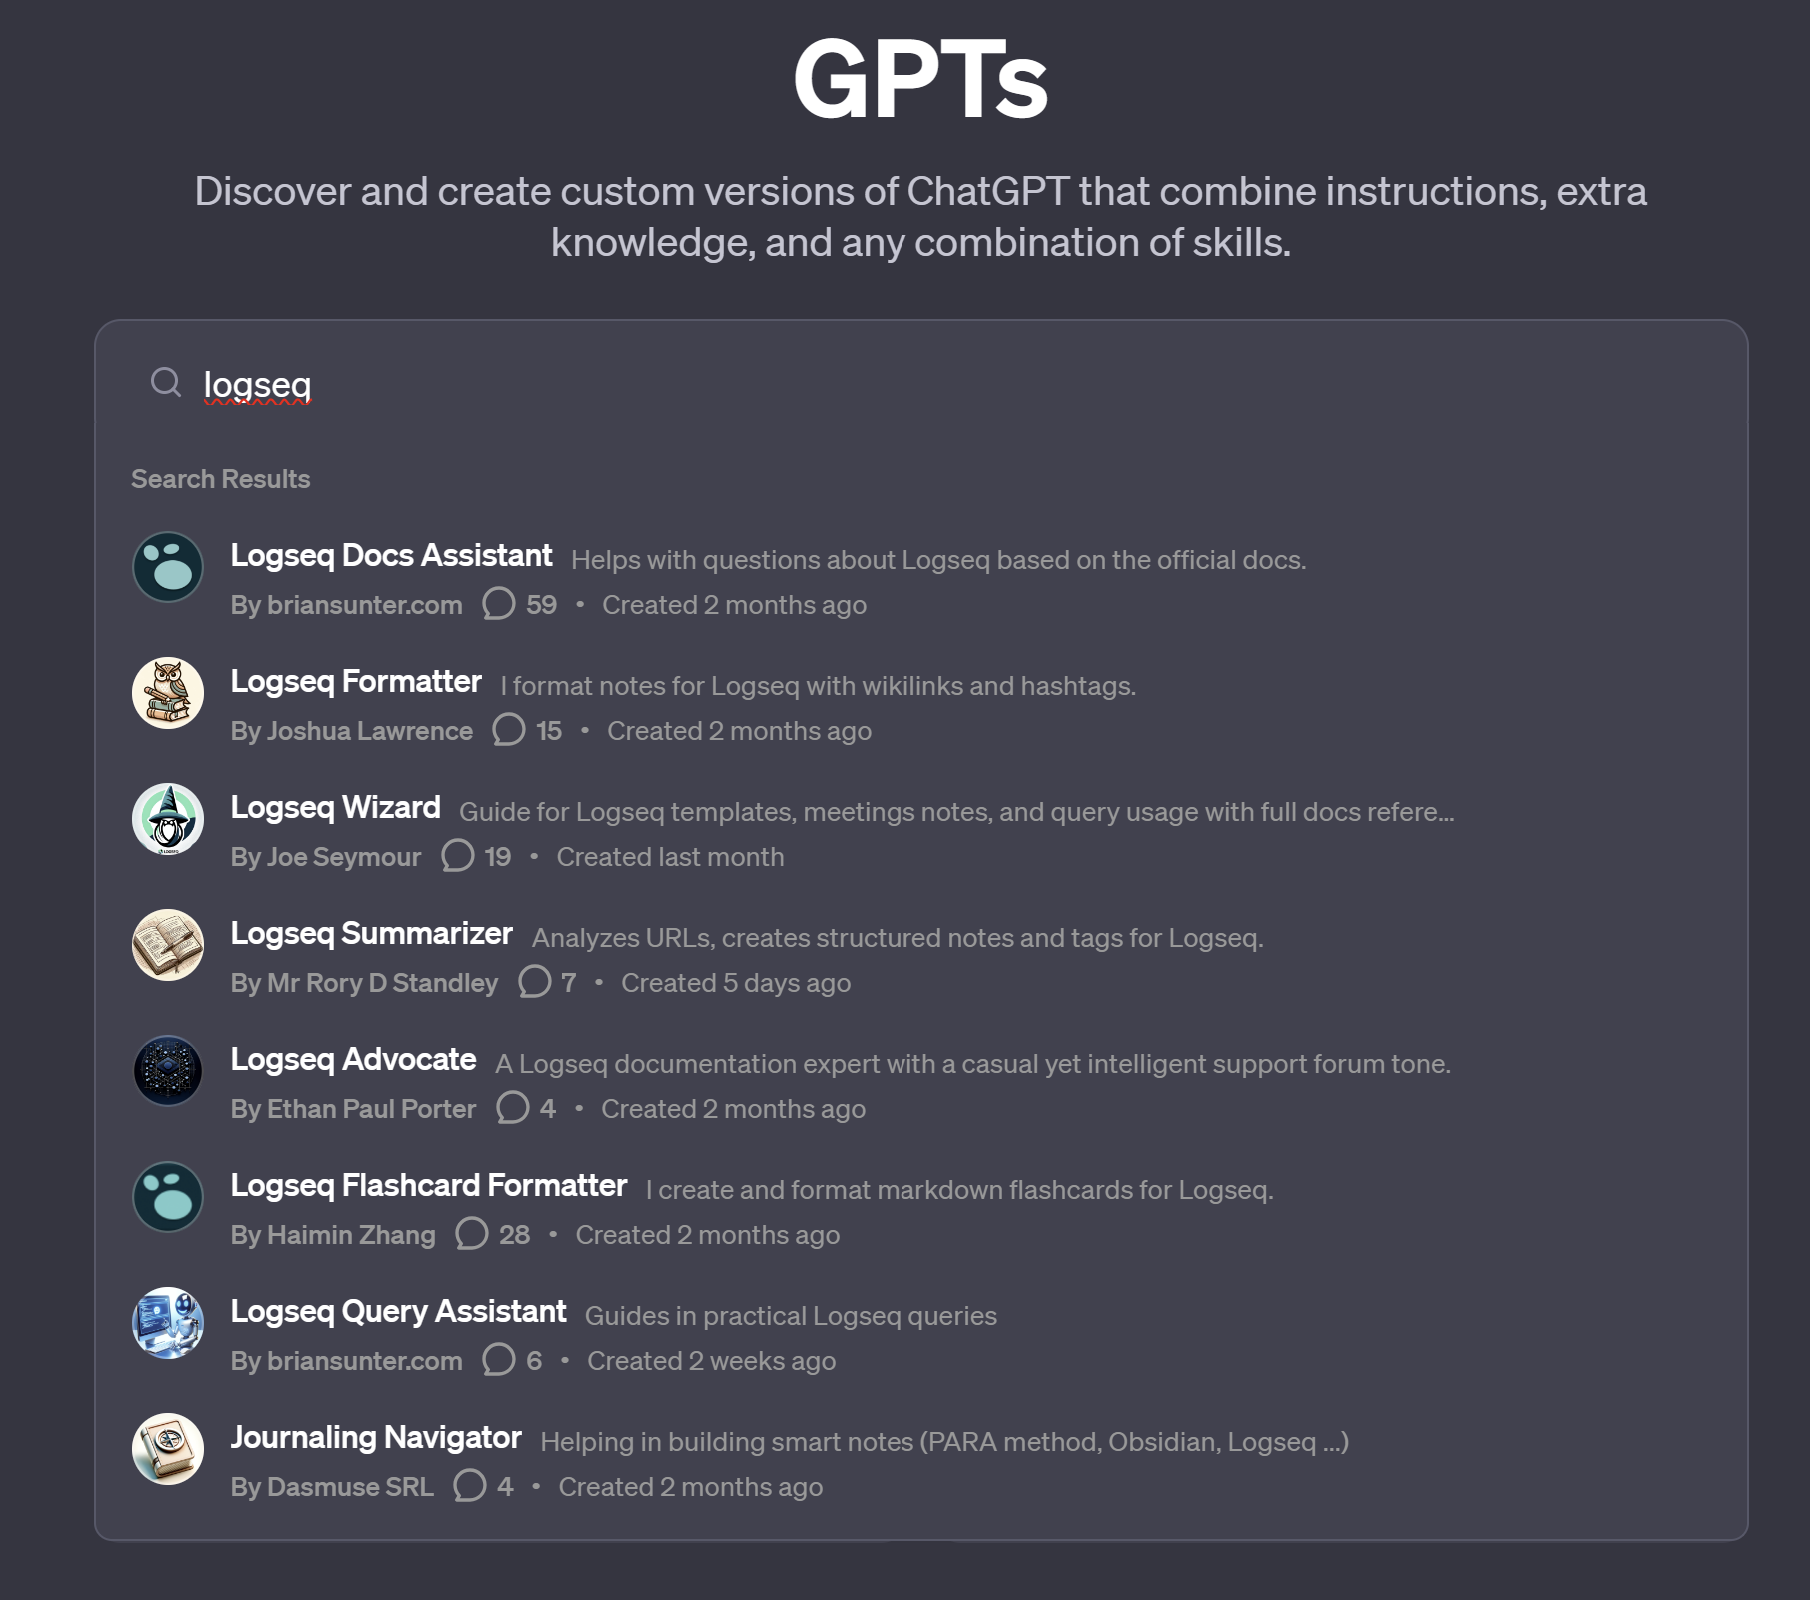 GPTs
Discover and create custom versions of ChatGPT that combine instructions, extra
knowledge, and any combination of skills.
logseq
Search Results
Logseq Docs Assistant Helps with questions about Logseq based on the official docs.
By briansunter.com 59 • Created 2 months ago
Logseq Formatter I format notes for Logseq with wikilinks and hashtags.
By Joshua Lawrence 15 • Created 2 months ago
Logseq Wizard Guide for Logseq templates, meetings notes, and query usage with full docs refere...
By Joe Seymour 19 • Created last month
Logseq Summarizer Analyzes URLs, creates structured notes and tags for Logseq.
By Mr Rory D Standley 7 • Created 5 days ago
Logseq Advocate A Logseq documentation expert with a casual yet intelligent support forum tone.
By Ethan Paul Porter 4 • Created 2 months ago
Logseq Flashcard Formatter I create and format markdown flashcards for Logseq.
By Haimin Zhang 28 • Created 2 months ago
Logseq Query Assistant Guides in practical Logseq queries
By briansunter.com 6 • Created 2 weeks ago
Journaling Navigator Helping in building smart notes (PARA method, Obsidian, Logseq ...)
By Dasmuse SRL 4 • Created 2 months ago